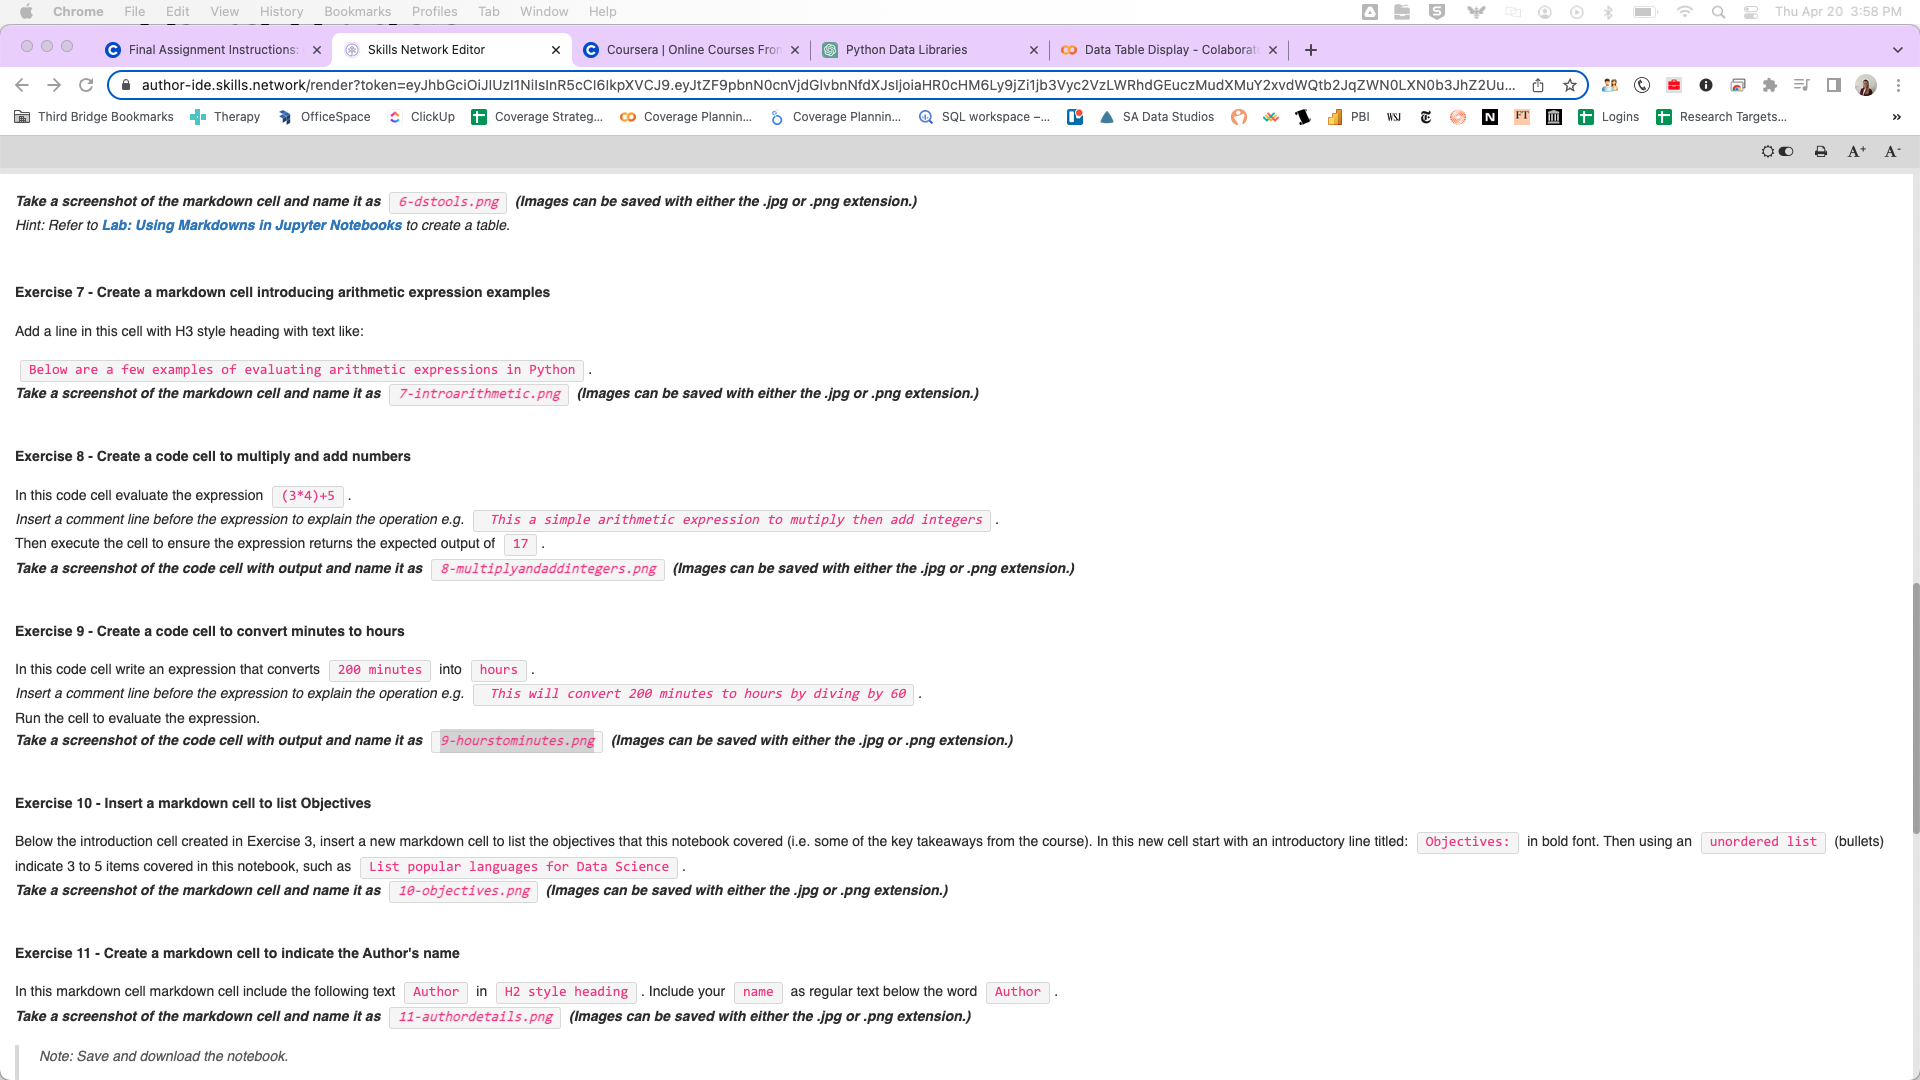 Chrome File Edit View History Bookmarks Profiles Tab Window Help Thu Apr 20 3:58 PM
Final Assignment Instructions: Skills Network Editor Coursera | Online Courses From Python Data Libraries Data Table Display - Colaborat
author-ide.skills.network/render?token=eyJhbGciOiJIUzI1NiIsInR5cCI6IkpXVCJ9.eyJtZF9pbnN0cnVjdGlvbnNfdXJsIjoiaHR0cHM6Ly9jZi1jb3Vyc2VzLWRhdGEuczMudXMuY2xvdWQtb2JqZWN0LXN0b3JhZ2Uu...
Third Bridge Bookmarks Therapy OfficeSpace ClickUp Coverage Strateg... Coverage Plannin... Coverage Plannin... SQL workspace –... SA Data Studios PBI WSJ N FT Logins Research Targets... »
A+ A-
Take a screenshot of the markdown cell and name it as 6-dstools.png (Images can be saved with either the .jpg or .png extension.)
Hint: Refer to Lab: Using Markdowns in Jupyter Notebooks to create a table.
Exercise 7 - Create a markdown cell introducing arithmetic expression examples
Add a line in this cell with H3 style heading with text like:
Below are a few examples of evaluating arithmetic expressions in Python .
Take a screenshot of the markdown cell and name it as 7-introarithmetic.png (Images can be saved with either the .jpg or .png extension.)
Exercise 8 - Create a code cell to multiply and add numbers
In this code cell evaluate the expression (3*4)+5 .
Insert a comment line before the expression to explain the operation e.g. This a simple arithmetic expression to mutiply then add integers .
Then execute the cell to ensure the expression returns the expected output of 17 .
Take a screenshot of the code cell with output and name it as 8-multiplyandaddintegers.png (Images can be saved with either the .jpg or .png extension.)
Exercise 9 - Create a code cell to convert minutes to hours
In this code cell write an expression that converts 200 minutes into hours .
Insert a comment line before the expression to explain the operation e.g. This will convert 200 minutes to hours by diving by 60 .
Run the cell to evaluate the expression.
Take a screenshot of the code cell with output and name it as 9-hourstominutes.png (Images can be saved with either the .jpg or .png extension.)
Exercise 10 - Insert a markdown cell to list Objectives
Below the introduction cell created in Exercise 3, insert a new markdown cell to list the objectives that this notebook covered (i.e. some of the key takeaways from the course). In this new cell start with an introductory line titled: Objectives: in bold font. Then using an unordered list (bullets)
indicate 3 to 5 items covered in this notebook, such as List popular languages for Data Science .
Take a screenshot of the markdown cell and name it as 10-objectives.png (Images can be saved with either the .jpg or .png extension.)
Exercise 11 - Create a markdown cell to indicate the Author's name
In this markdown cell markdown cell include the following text Author in H2 style heading . Include your name as regular text below the word Author .
Take a screenshot of the markdown cell and name it as 11-authordetails.png (Images can be saved with either the .jpg or .png extension.)
Note: Save and download the notebook.